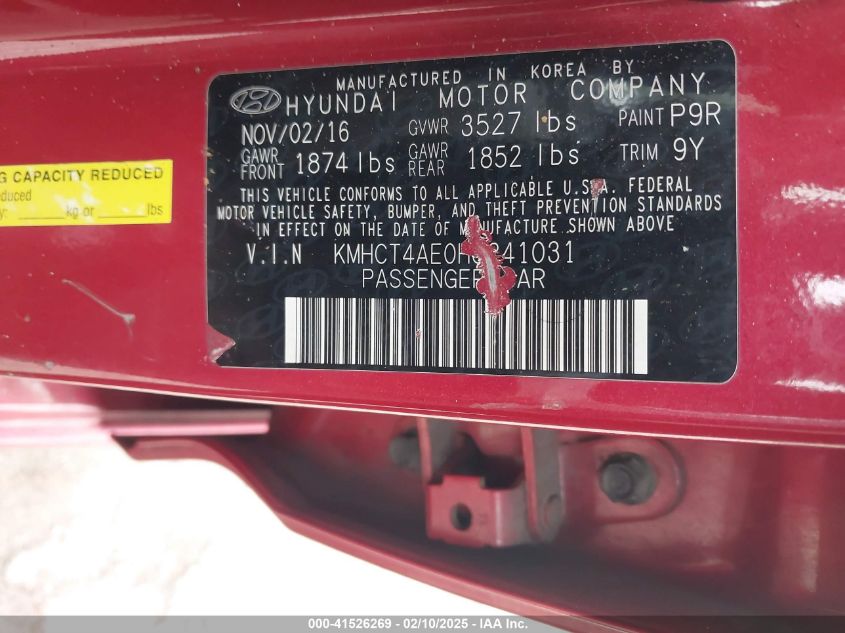 MANUFACTURED IN KOREA BY
HYUNDAI MOTOR COMPANY
NOV/02/16 GVWR 3527 lbs PAINT P9R
GAWR FRONT 1874 lbs GAWR REAR 1852 lbs TRIM 9Y
THIS VEHICLE CONFORMS TO ALL APPLICABLE U.S.A. FEDERAL
MOTOR VEHICLE SAFETY, BUMPER, AND THEFT PREVENTION STANDARDS
IN EFFECT ON THE DATE OF MANUFACTURE SHOWN ABOVE
V.I.N
PASSENGER CAR
G CAPACITY REDUCED
educed
y: kg or lbs
000-41526269 - 02/10/2025 - IAA Inc.